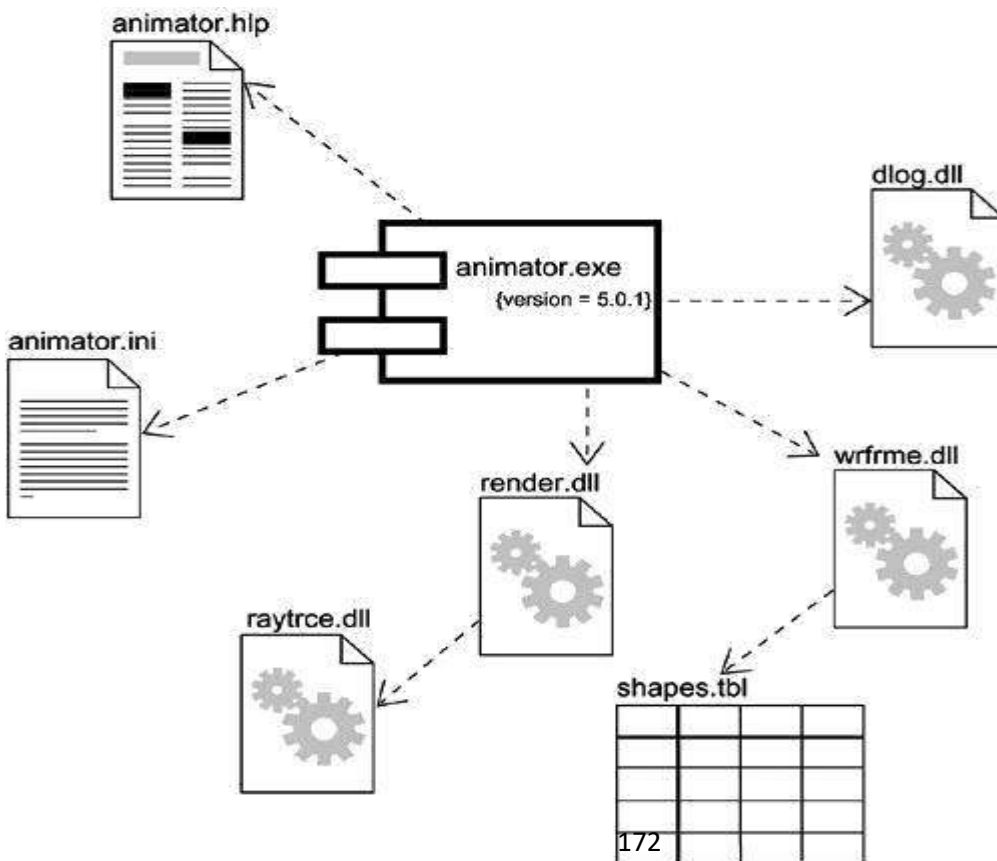 animator.hlp
dlog.dll
animator.exe
{version = 5.0.1}
animator.ini
wrfrme.dll
render.dll
raytrce.dll
shapes.tbl
172